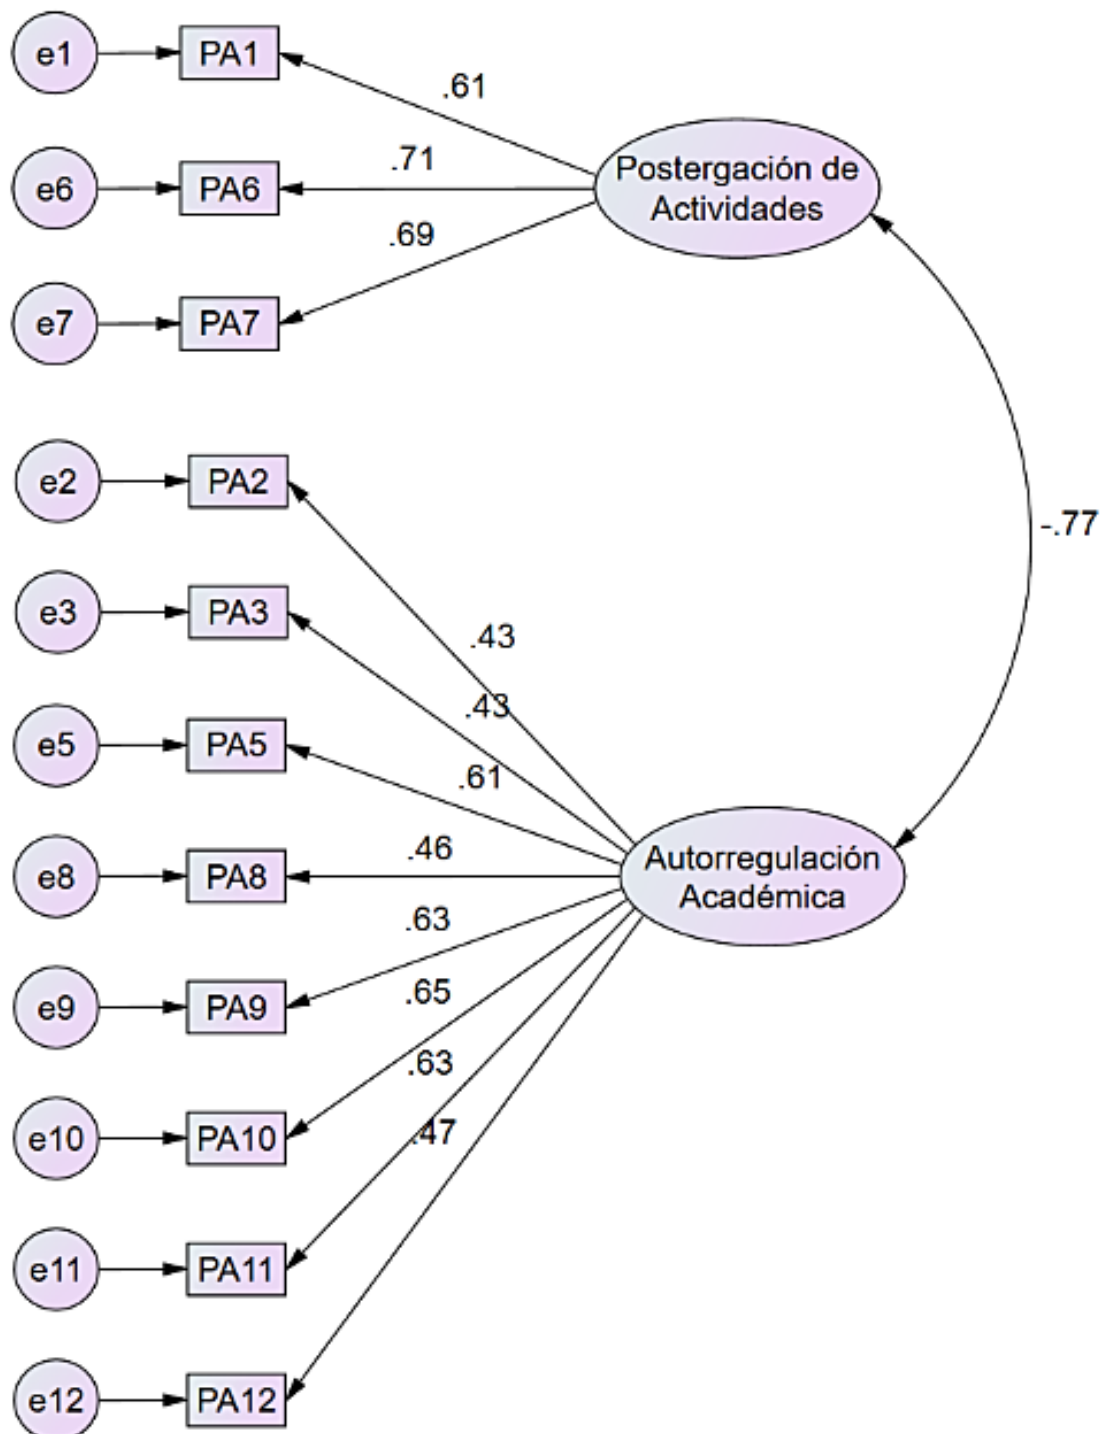 e1
PA1
.61
Postergación de
Actividades
e6
PA6
.71
.69
e7
PA7
e2
PA2
-.77
e3
PA3
.43
.43
e5
PA5
.61
e8
PA8
.46
Autorregulación
Académica
.63
e9
PA9
.65
.63
e10
PA10
.47
e11
PA11
e12
PA12